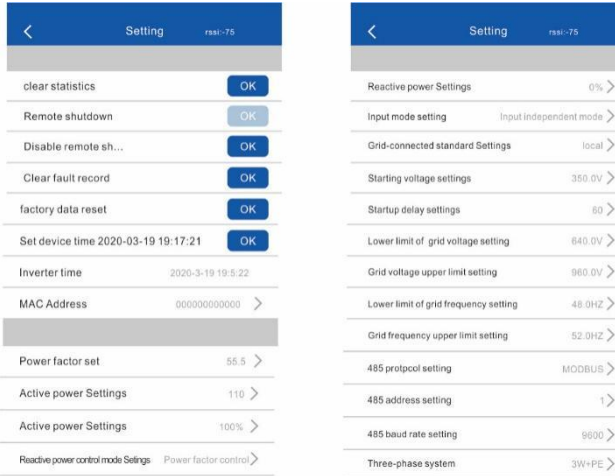 Setting rssi:-75
clear statistics OK
Remote shutdown OK
Disable remote sh... OK
Clear fault record OK
factory data reset OK
Set device time 2020-03-19 19:17:21 OK
Inverter time 2020-3-19 19:5:22
MAC Address 000000000000
Power factor set 55.5
Active power Settings 110
Active power Settings 100%
Reactive power control mode Setings Power factor control
Setting rssi:-75
Reactive power Settings 0%
Input mode setting Input independent mode
Grid-connected standard Settings local
Starting voltage settings 350.0V
Startup delay settings 60
Lower limit of grid voltage setting 640.0V
Grid voltage upper limit setting 960.0V
Lower limit of grid frequency setting 48.0HZ
Grid frequency upper limit setting 52.0HZ
485 protpcol setting MODBUS
485 address setting 1
485 baud rate setting 9600
Three-phase system 3W+PE